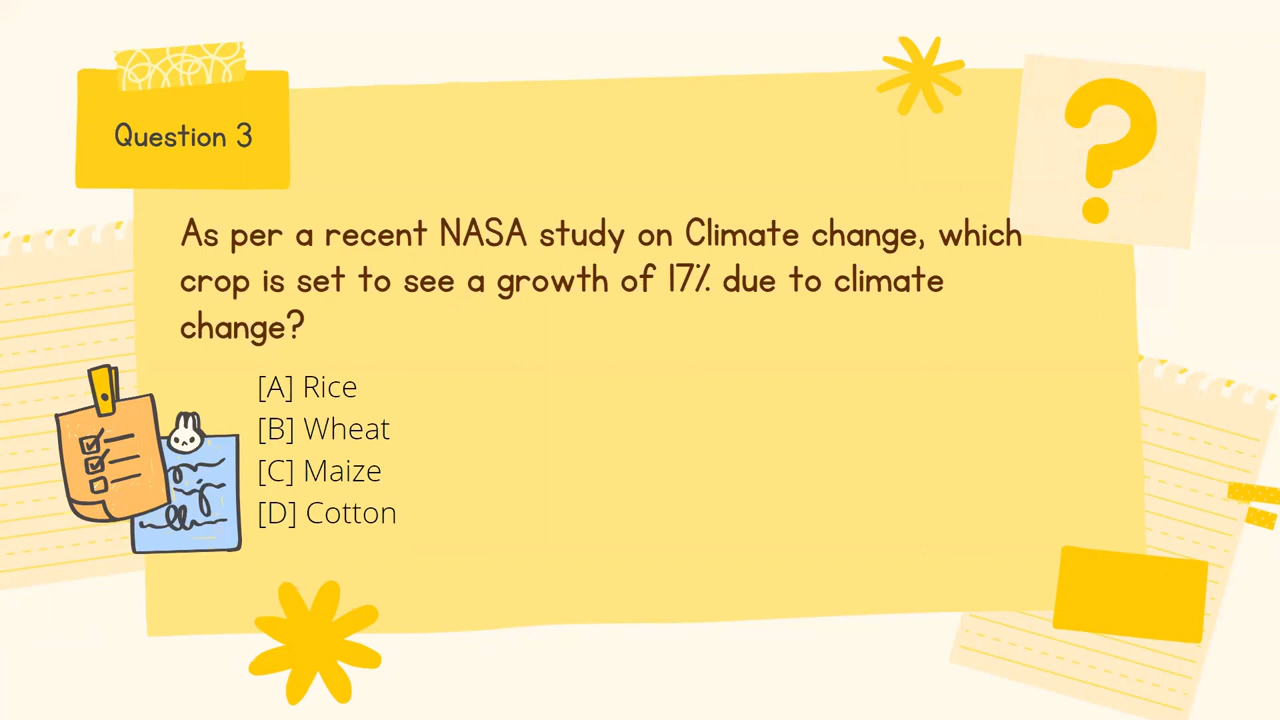 Question 3
As per a recent NASA study on Climate change, which
crop is set to see a growth of 17% due to climate
change?
[A] Rice
[B] Wheat
[C] Maize
[D] Cotton
?